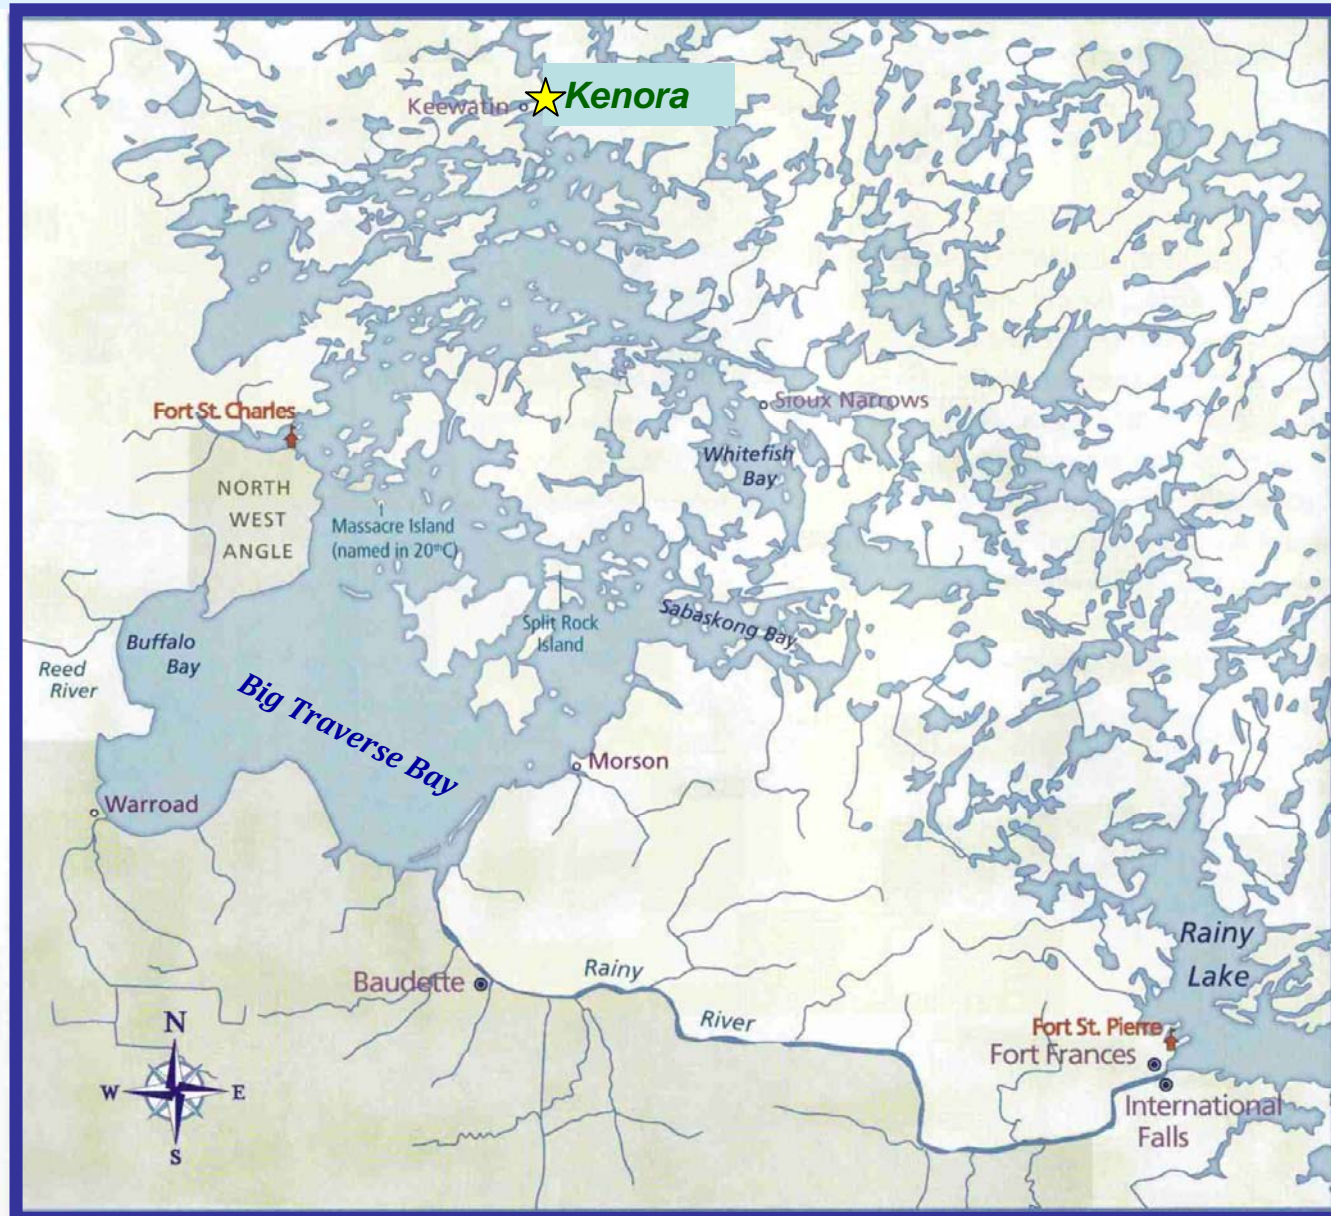 Keewatin
Kenora
Fort St. Charles
Sioux Narrows
Whitefish
Bay
NORTH
WEST
ANGLE
Massacre Island
(named in 20thC)
Split Rock
Island
Sabaskong Bay
Buffalo
Bay
Reed
River
Big Traverse Bay
Morson
Warroad
Rainy
Lake
Baudette
Rainy
River
N
W
E
S
Fort St. Pierre
Fort Frances
International
Falls